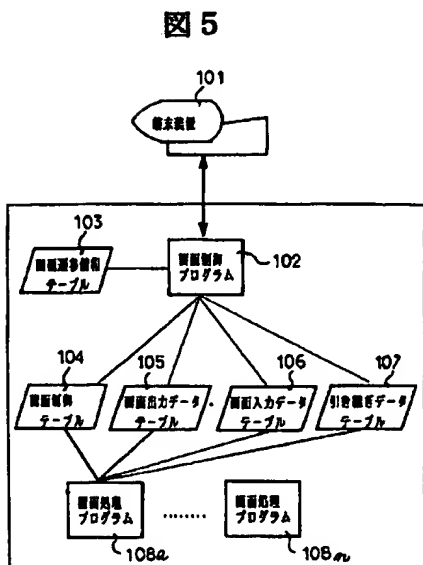 図5
101
端末装置
103
画面遷移情報
テーブル
画面制御
プログラム
102
104
画面制御
テーブル
105
画面出力データ
テーブル
106
画面入力データ
テーブル
107
引き継ぎデータ
テーブル
画面処理
プログラム
108a
........
画面処理
プログラム
108n